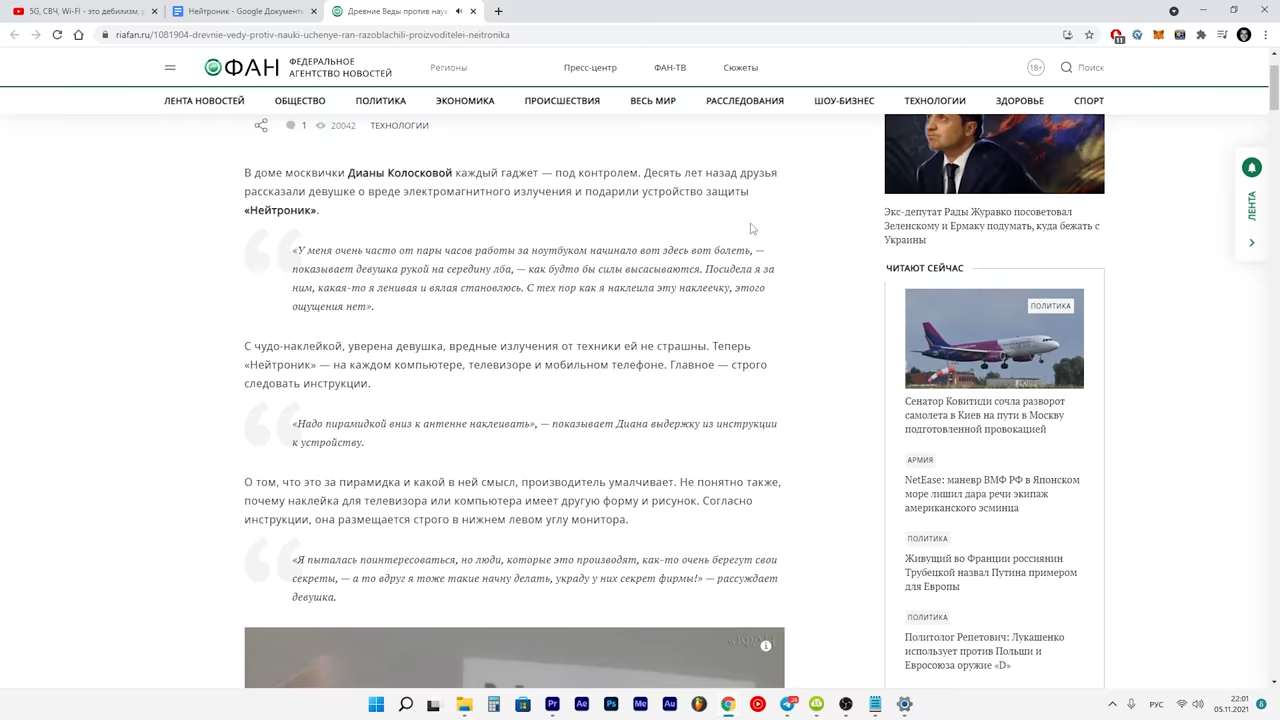 5G, СВЧ, Wi-Fi - это дебилизм,
Нейтроник - Google Документ
Древние Веды против нау
riafan.ru/1081904-drevnie-vedy-protiv-nauki-uchenye-ran-razoblachili-proizvoditelei-neitronika
11
ФАН
ФЕДЕРАЛЬНОЕ
АГЕНТСТВО НОВОСТЕЙ
Регионы
Пресс-центр
ФАН-ТВ
Сюжеты
18+
Поиск
ЛЕНТА НОВОСТЕЙ
ОБЩЕСТВО
ПОЛИТИКА
ЭКОНОМИКА
ПРОИСШЕСТВИЯ
ВЕСЬ МИР
РАССЛЕДОВАНИЯ
ШОУ-БИЗНЕС
ТЕХНОЛОГИИ
ЗДОРОВЬЕ
СПОРТ
1
20042
ТЕХНОЛОГИИ
В доме москвички Дианы Колосковой каждый гаджет — под контролем. Десять лет назад друзья
рассказали девушке о вреде электромагнитного излучения и подарили устройство защиты
«Нейтроник».
«У меня очень часто от пары часов работы за ноутбуком начинало вот здесь вот болеть, —
показывает девушка рукой на середину лба, — как будто бы силы высасываются. Посидела я за
ним, какая-то я ленивая и вялая становлюсь. С тех пор как я наклеила эту наклеечку, этого
ощущения нет».
С чудо-наклейкой, уверена девушка, вредные излучения от техники ей не страшны. Теперь
«Нейтроник» — на каждом компьютере, телевизоре и мобильном телефоне. Главное — строго
следовать инструкции.
«Надо пирамидкой вниз к антенне наклеивать», — показывает Диана выдержку из инструкции
к устройству.
О том, что это за пирамидка и какой в ней смысл, производитель умалчивает. Не понятно также,
почему наклейка для телевизора или компьютера имеет другую форму и рисунок. Согласно
инструкции, она размещается строго в нижнем левом углу монитора.
«Я пыталась поинтересоваться, но люди, которые это производят, как-то очень берегут свои
секреты, — а то вдруг я тоже такие начну делать, украду у них секрет фирмы!» — рассуждает
девушка.
ФАН
Экс-депутат Рады Журавко посоветовал
Зеленскому и Ермаку подумать, куда бежать с
Украины
ЧИТАЮТ СЕЙЧАС
ПОЛИТИКА
Сенатор Ковитиди сочла разворот
самолета в Киев на пути в Москву
подготовленной провокацией
АРМИЯ
NetEase: маневр ВМФ РФ в Японском
море лишил дара речи экипаж
американского эсминца
ПОЛИТИКА
Живущий во Франции россиянин
Трубецкой назвал Путина примером
для Европы
ПОЛИТИКА
Политолог Репетович: Лукашенко
использует против Польши и
Евросоюза оружие «D»
ЛЕНТА
Pr
Ae
Ps
Me
Au
РУС
22:01
05.11.2021
8